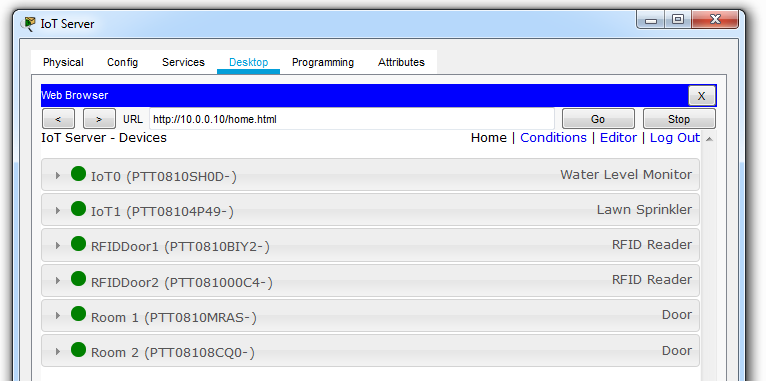 IoT Server
Physical Config Services Desktop Programming Attributes
Web Browser X
< > URL http://10.0.0.10/home.html Go Stop
IoT Server - Devices Home | Conditions | Editor | Log Out
IoT0 (PTT0810SH0D-) Water Level Monitor
IoT1 (PTT08104P49-) Lawn Sprinkler
RFIDDoor1 (PTT0810BIY2-) RFID Reader
RFIDDoor2 (PTT081000C4-) RFID Reader
Room 1 (PTT0810MRAS-) Door
Room 2 (PTT08108CQ0-) Door